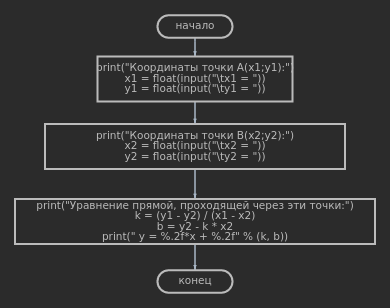 начало
print("Координаты точки A(x1;y1):")
x1 = float(input("\tx1 = "))
y1 = float(input("\ty1 = "))
print("Координаты точки B(x2;y2):")
x2 = float(input("\tx2 = "))
y2 = float(input("\ty2 = "))
print("Уравнение прямой, проходящей через эти точки:")
k = (y1 - y2) / (x1 - x2)
b = y2 - k * x2
print(" y = %.2f*x + %.2f" % (k, b))
конец